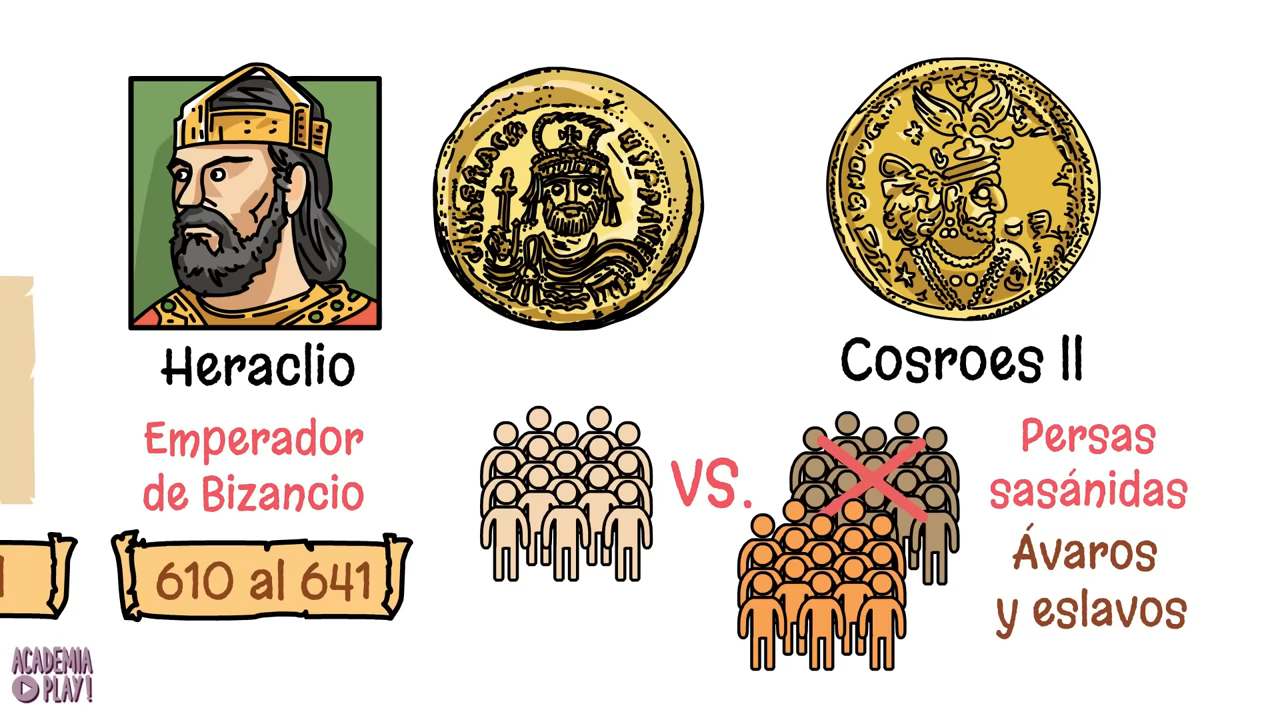 Heraclio
Emperador
de Bizancio
610 al 641
VS.
Cosroes II
Persas
sasánidas
Ávaros
y eslavos
ACADEMIA
PLAY!